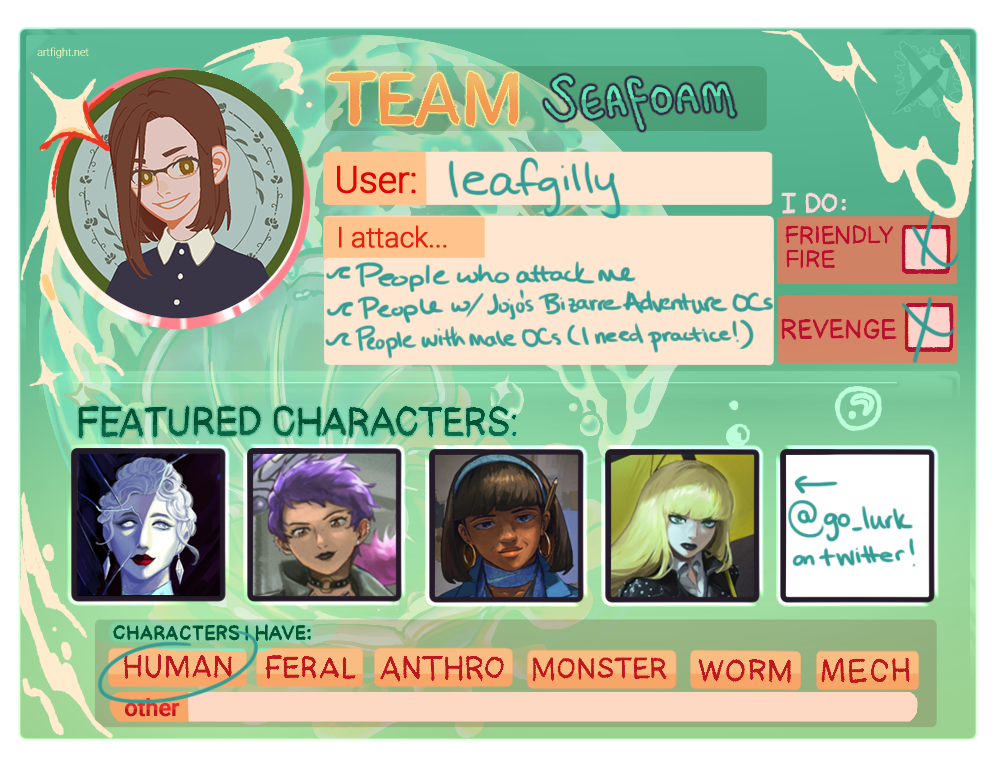 artfight.net
TEAM SEAFOAM
User: leafgilly
I attack...
People who attack me
People w/ Jojo's Bizarre Adventure OCs
People with male OCs (I need practice!)
I DO:
FRIENDLY
FIRE
X
REVENGE
X
FEATURED CHARACTERS:
←
@go_lurk
on twitter!
CHARACTERS I HAVE:
HUMAN FERAL ANTHRO MONSTER WORM MECH
other